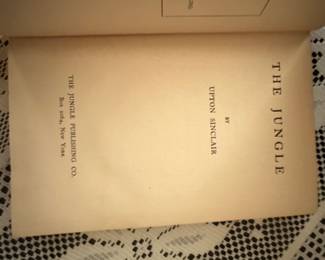 THE JUNGLE
BY
UPTON SINCLAIR
THE JUNGLE PUBLISHING CO.
Box 2064, New York